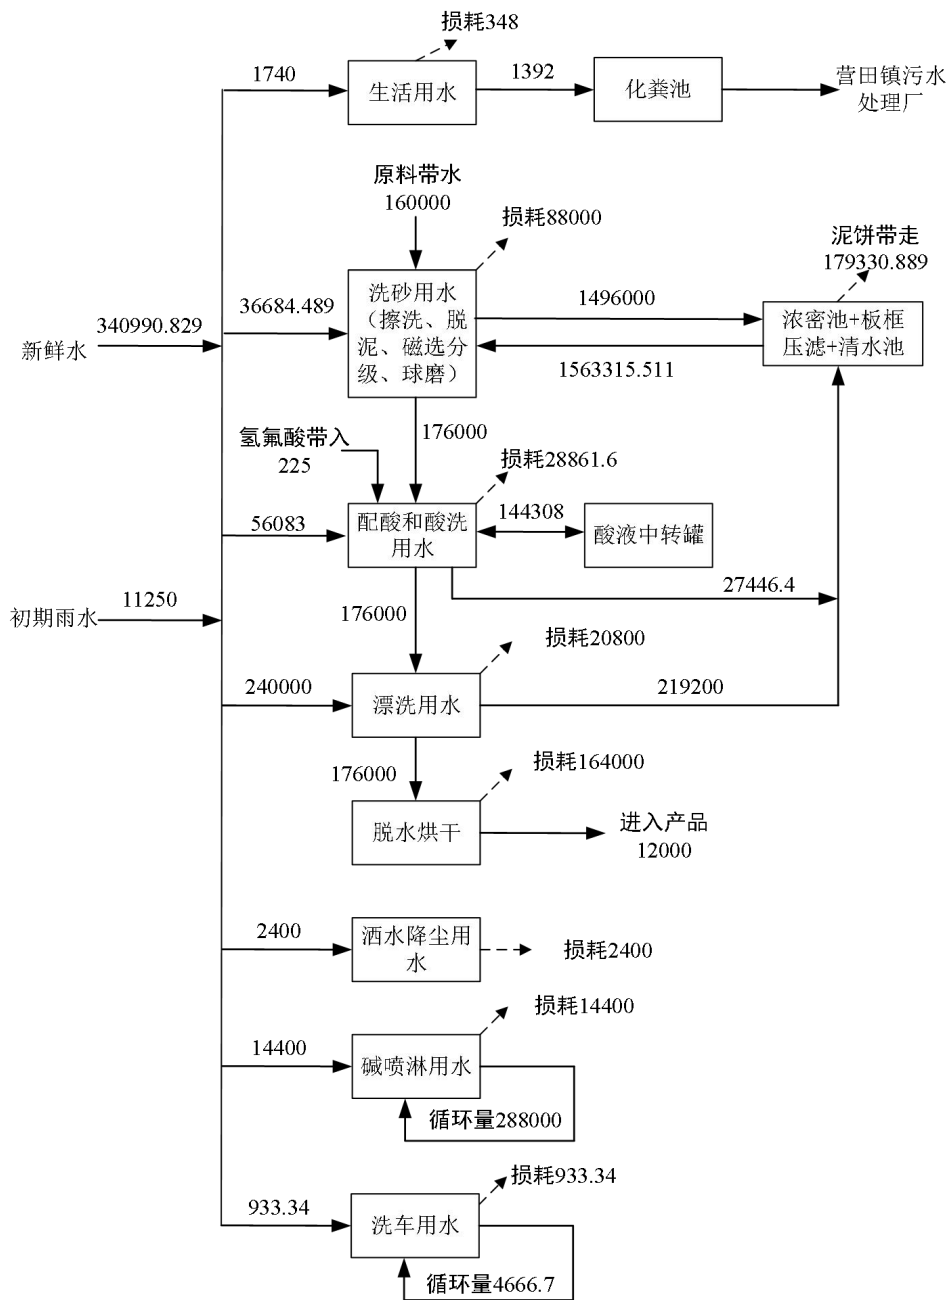 损耗348
1740
生活用水
1392
化粪池
营田镇污水
处理厂
原料带水
160000
损耗88000
泥饼带走
179330.889
新鲜水
340990.829
36684.489
洗砂用水
（擦洗、脱
泥、磁选分
级、球磨）
1496000
1563315.511
浓密池+板框
压滤+清水池
176000
氢氟酸带入
225
损耗28861.6
56083
配酸和酸洗
用水
144308
酸液中转罐
27446.4
初期雨水
11250
176000
损耗20800
240000
漂洗用水
219200
176000
损耗164000
脱水烘干
进入产品
12000
2400
洒水降尘用
水
损耗2400
损耗14400
14400
碱喷淋用水
循环量288000
损耗933.34
933.34
洗车用水
循环量4666.7